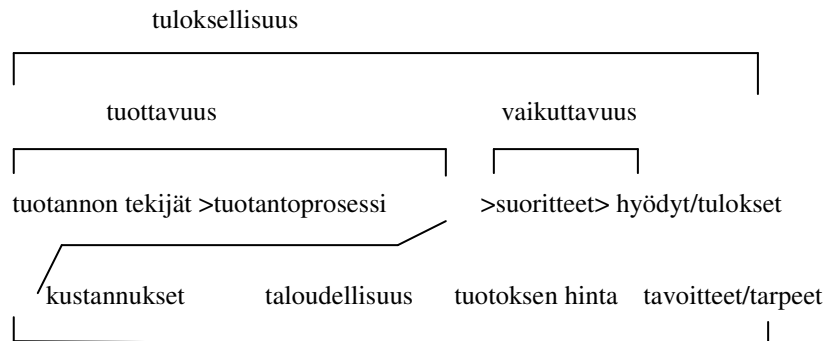 tuloksellisuus
tuottavuus vaikuttavuus
tuotannon tekijät >tuotantoprosessi >suoritteet> hyödyt/tulokset
kustannukset taloudellisuus tuotoksen hinta tavoitteet/tarpeet